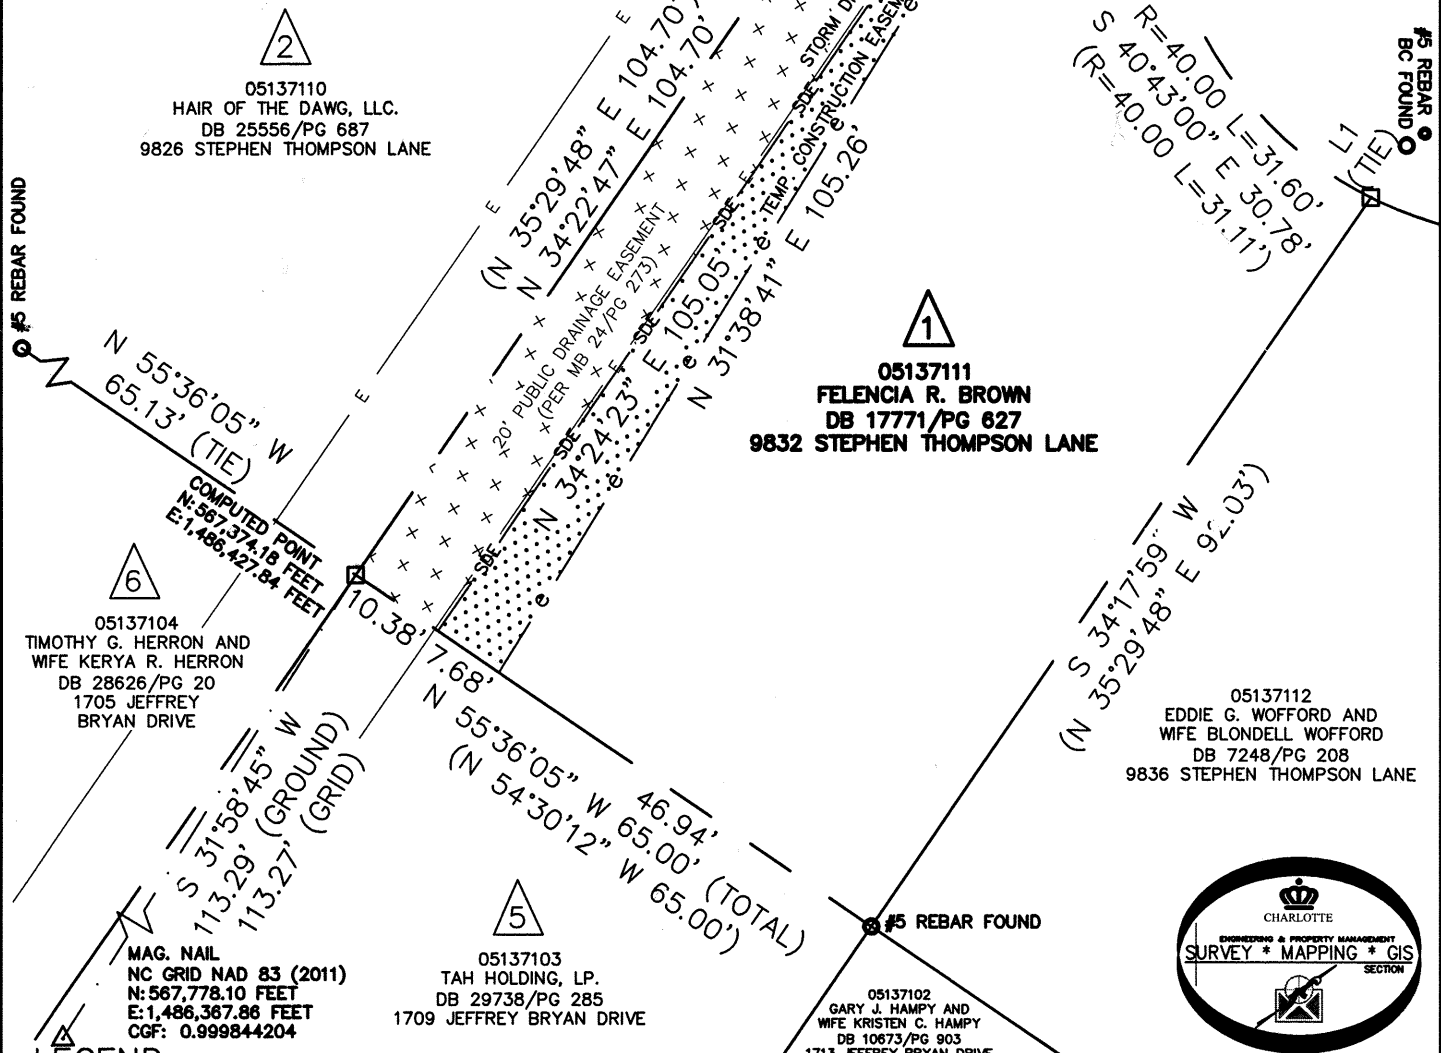 2
05137110
HAIR OF THE DAWG, LLC.
DB 25556/PG 687
9826 STEPHEN THOMPSON LANE
#5 REBAR FOUND
N 55°36'05" W
65.13' (TIE)
COMPUTED POINT
N: 567,374.18 FEET
E: 1,486,427.84 FEET
6
05137104
TIMOTHY G. HERRON AND
WIFE KERYA R. HERRON
DB 28626/PG 20
1705 JEFFREY
BRYAN DRIVE
E
E
E
E
(N 35°29'48" E 104.70'
N 34°22'47" E 104.70'
20' PUBLIC DRAINAGE EASEMENT
(PER MB 24/PG 273)
SDE
SDE
SDE
SDE
SDE
STORM
TEMP. CONSTRUCTION
N 34°24'23" E 105.05'
N 31°38'41" E 105.26'
e
e
e
e
e
e
1
05137111
FELENCIA R. BROWN
DB 17771/PG 627
9832 STEPHEN THOMPSON LANE
R=40.00 L=31.60'
S 40°43'00" E 30.78'
(R=40.00 L=31.11')
L1
(TIE)
#5 REBAR
BC FOUND
S 34°17'59" W
(N 35°29'48" E
05137112
EDDIE G. WOFFORD AND
WIFE BLONDELL WOFFORD
DB 7248/PG 208
9836 STEPHEN THOMPSON LANE
10.38'
7.68'
46.94'
N 55°36'05" W 65.00' (TOTAL)
(N 54°30'12" W 65.00')
S 31°58'45" W
113.29' (GROUND)
113.27' (GRID)
MAG. NAIL
NC GRID NAD 83 (2011)
N: 567,778.10 FEET
E: 1,486,367.86 FEET
CGF: 0.999844204
5
05137103
TAH HOLDING, LP.
DB 29738/PG 285
1709 JEFFREY BRYAN DRIVE
#5 REBAR FOUND
05137102
GARY J. HAMPY AND
WIFE KRISTEN C. HAMPY
DB 10673/PG 903
1713 JEFFREY BRYAN DRIVE
CHARLOTTE
ENGINEERING & PROPERTY MANAGEMENT
SURVEY * MAPPING * GIS
SECTION
LEGEND